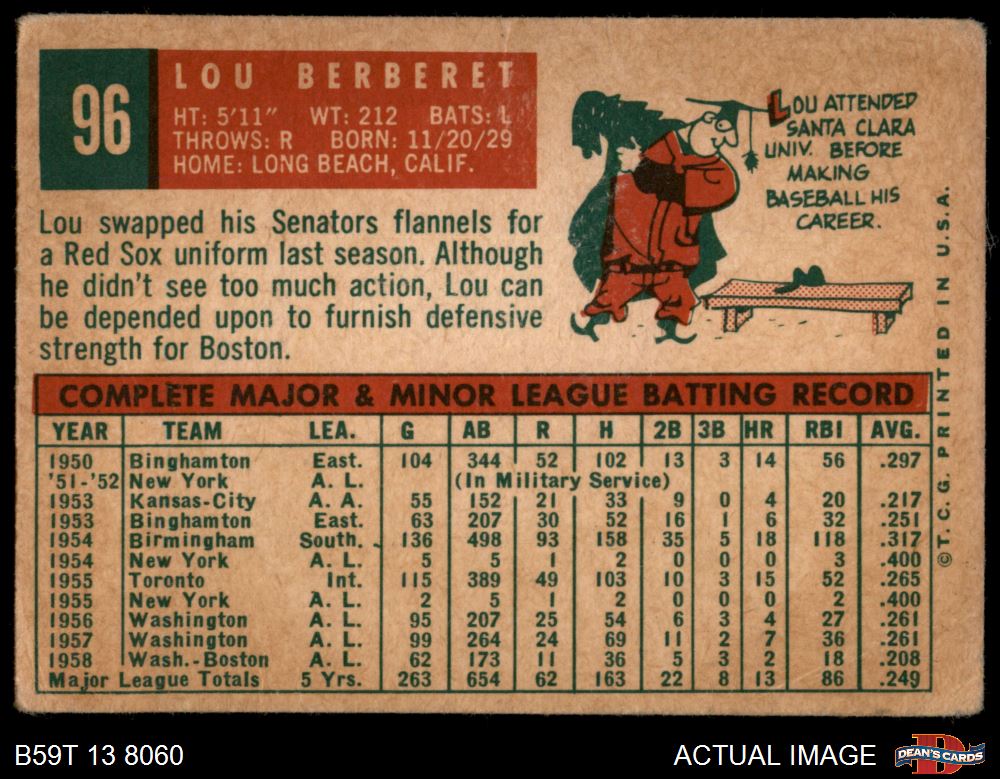 96
LOU BERBERET
HT: 5'11" WT: 212 BATS: L
THROWS: R BORN: 11/20/29
HOME: LONG BEACH, CALIF.
LOU ATTENDED
SANTA CLARA
UNIV. BEFORE
MAKING
BASEBALL HIS
CAREER.
Lou swapped his Senators flannels for
a Red Sox uniform last season. Although
he didn't see too much action, Lou can
be depended upon to furnish defensive
strength for Boston.
COMPLETE MAJOR & MINOR LEAGUE BATTING RECORD
YEAR TEAM LEA. G AB R H 2B 3B HR RBI AVG.
1950 Binghamton East. 104 344 52 102 13 3 14 56 .297
'51-'52 New York A. L. (In Military Service)
1953 Kansas-City A. A. 55 152 21 33 9 0 4 20 .217
1953 Binghamton East. 63 207 30 52 16 1 6 32 .251
1954 Birmingham South. 136 498 93 158 35 5 18 118 .317
1954 New York A. L. 5 5 1 2 0 0 0 3 .400
1955 Toronto Int. 115 389 49 103 10 3 15 52 .265
1955 New York A. L. 2 5 1 2 0 0 0 2 .400
1956 Washington A. L. 95 207 25 54 6 3 4 27 .261
1957 Washington A. L. 99 264 24 69 11 2 7 36 .261
1958 Wash.-Boston A. L. 62 173 11 36 5 3 2 18 .208
Major League Totals 5 Yrs. 263 654 62 163 22 8 13 86 .249
©T. C. G. PRINTED IN U.S.A.
B59T 13 8060
ACTUAL IMAGE
D
DEAN'S CARDS